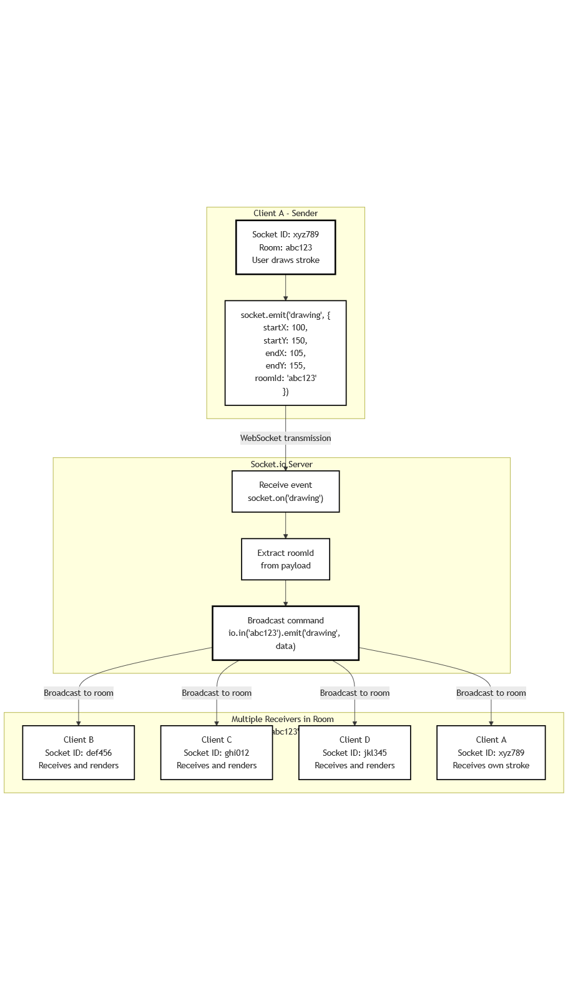 Client A - Sender
Socket ID: xyz789
Room: abc123
User draws stroke
socket.emit('drawing', {
startX: 100,
startY: 150,
endX: 105,
endY: 155,
roomId: 'abc123'
})
WebSocket transmission
Socket.io Server
Receive event
socket.on('drawing')
Extract roomId
from payload
Broadcast command
io.in('abc123').emit('drawing',
data)
Broadcast to room
Broadcast to room
Broadcast to room
Broadcast to room
Multiple Receivers in Room
abc123"
Client B
Socket ID: def456
Receives and renders
Client C
Socket ID: ghi012
Receives and renders
Client D
Socket ID: jkl345
Receives and renders
Client A
Socket ID: xyz789
Receives own stroke